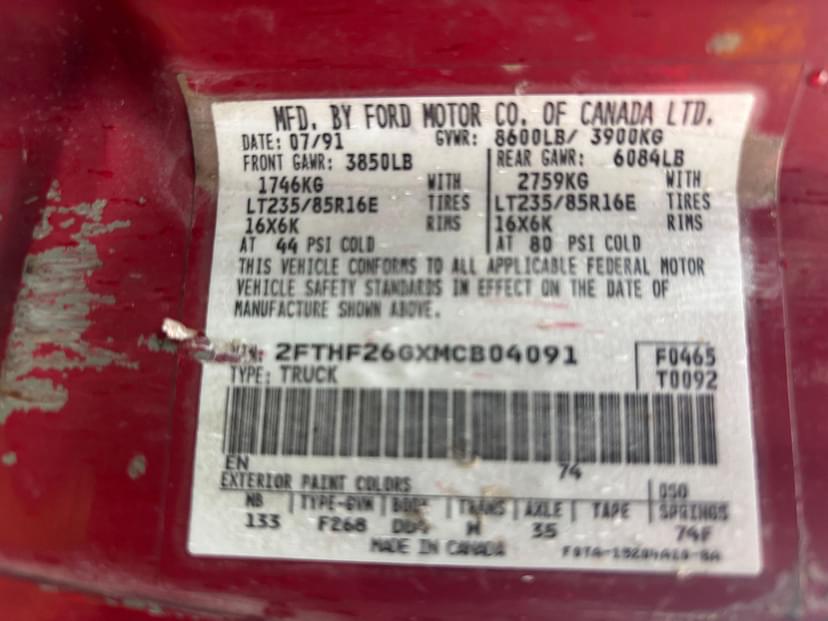 MFD. BY FORD MOTOR CO. OF CANADA LTD.
DATE: 07/91 GVWR: 8600LB/ 3900KG
FRONT GAWR: 3850LB REAR GAWR: 6084LB
1746KG WITH 2759KG WITH
LT235/85R16E TIRES LT235/85R16E TIRES
16X6K RIMS 16X6K RIMS
AT 44 PSI COLD AT 80 PSI COLD
THIS VEHICLE CONFORMS TO ALL APPLICABLE FEDERAL MOTOR
VEHICLE SAFETY STANDARDS IN EFFECT ON THE DATE OF
MANUFACTURE SHOWN ABOVE.
2FTHF26GXMCB04091 F0465
TYPE: TRUCK T0092
EN 74
EXTERIOR PAINT COLORS DSO
WB TYPE-GVW BODY TRANS AXLE TAPE SPRINGS
133 F268 M 35 74F
MADE IN CANADA